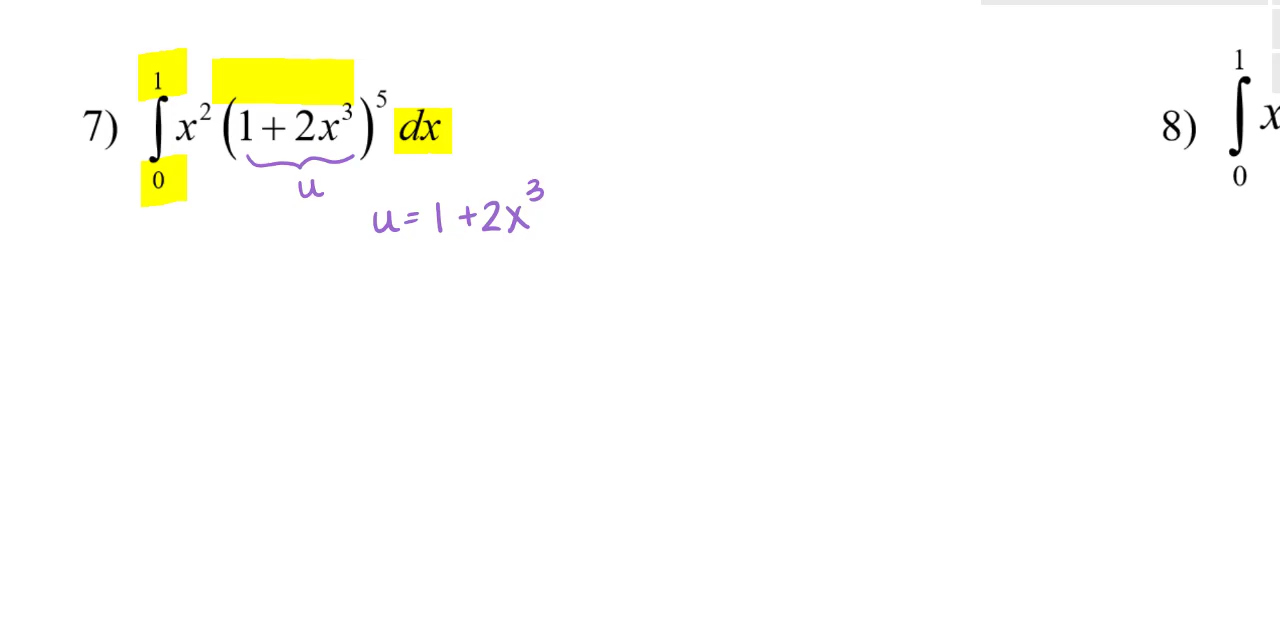 7) ∫₀¹ x² (1 + 2x³)⁵ dx
u
u = 1 + 2x³
8) ∫₀¹ x